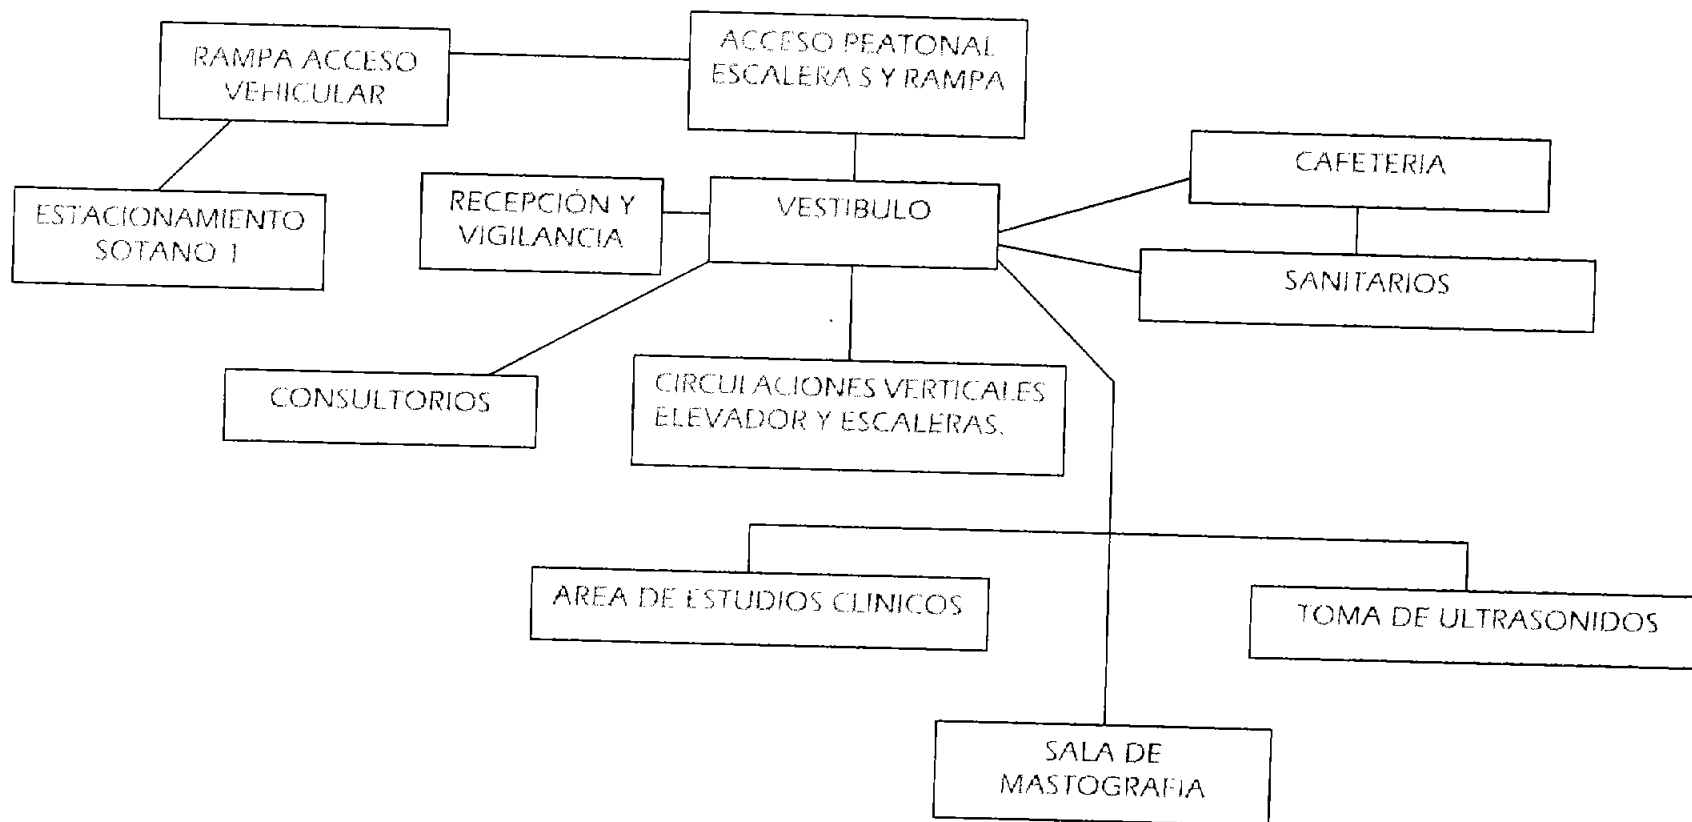 RAMPA ACCESO
VEHICULAR
ACCESO PEATONAL
ESCALERAS Y RAMPA
CAFETERIA
ESTACIONAMIENTO
SOTANO 1
RECEPCIÓN Y
VIGILANCIA
VESTIBULO
SANITARIOS
CONSULTORIOS
CIRCULACIONES VERTICALES
ELEVADOR Y ESCALERAS.
AREA DE ESTUDIOS CLINICOS
TOMA DE ULTRASONIDOS
SALA DE
MASTOGRAFIA